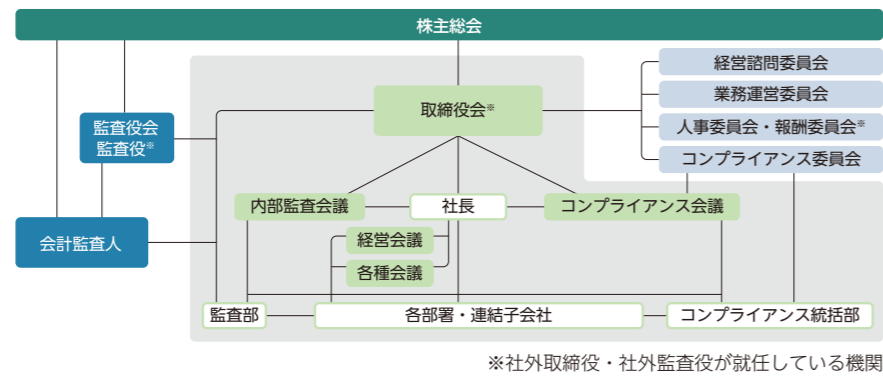 株主総会
経営諮問委員会
業務運営委員会
取締役会※
人事委員会・報酬委員会※
監査役会
監査役※
コンプライアンス委員会
内部監査会議
社長
コンプライアンス会議
会計監査人
経営会議
各種会議
監査部
各部署・連結子会社
コンプライアンス統括部
※社外取締役・社外監査役が就任している機関